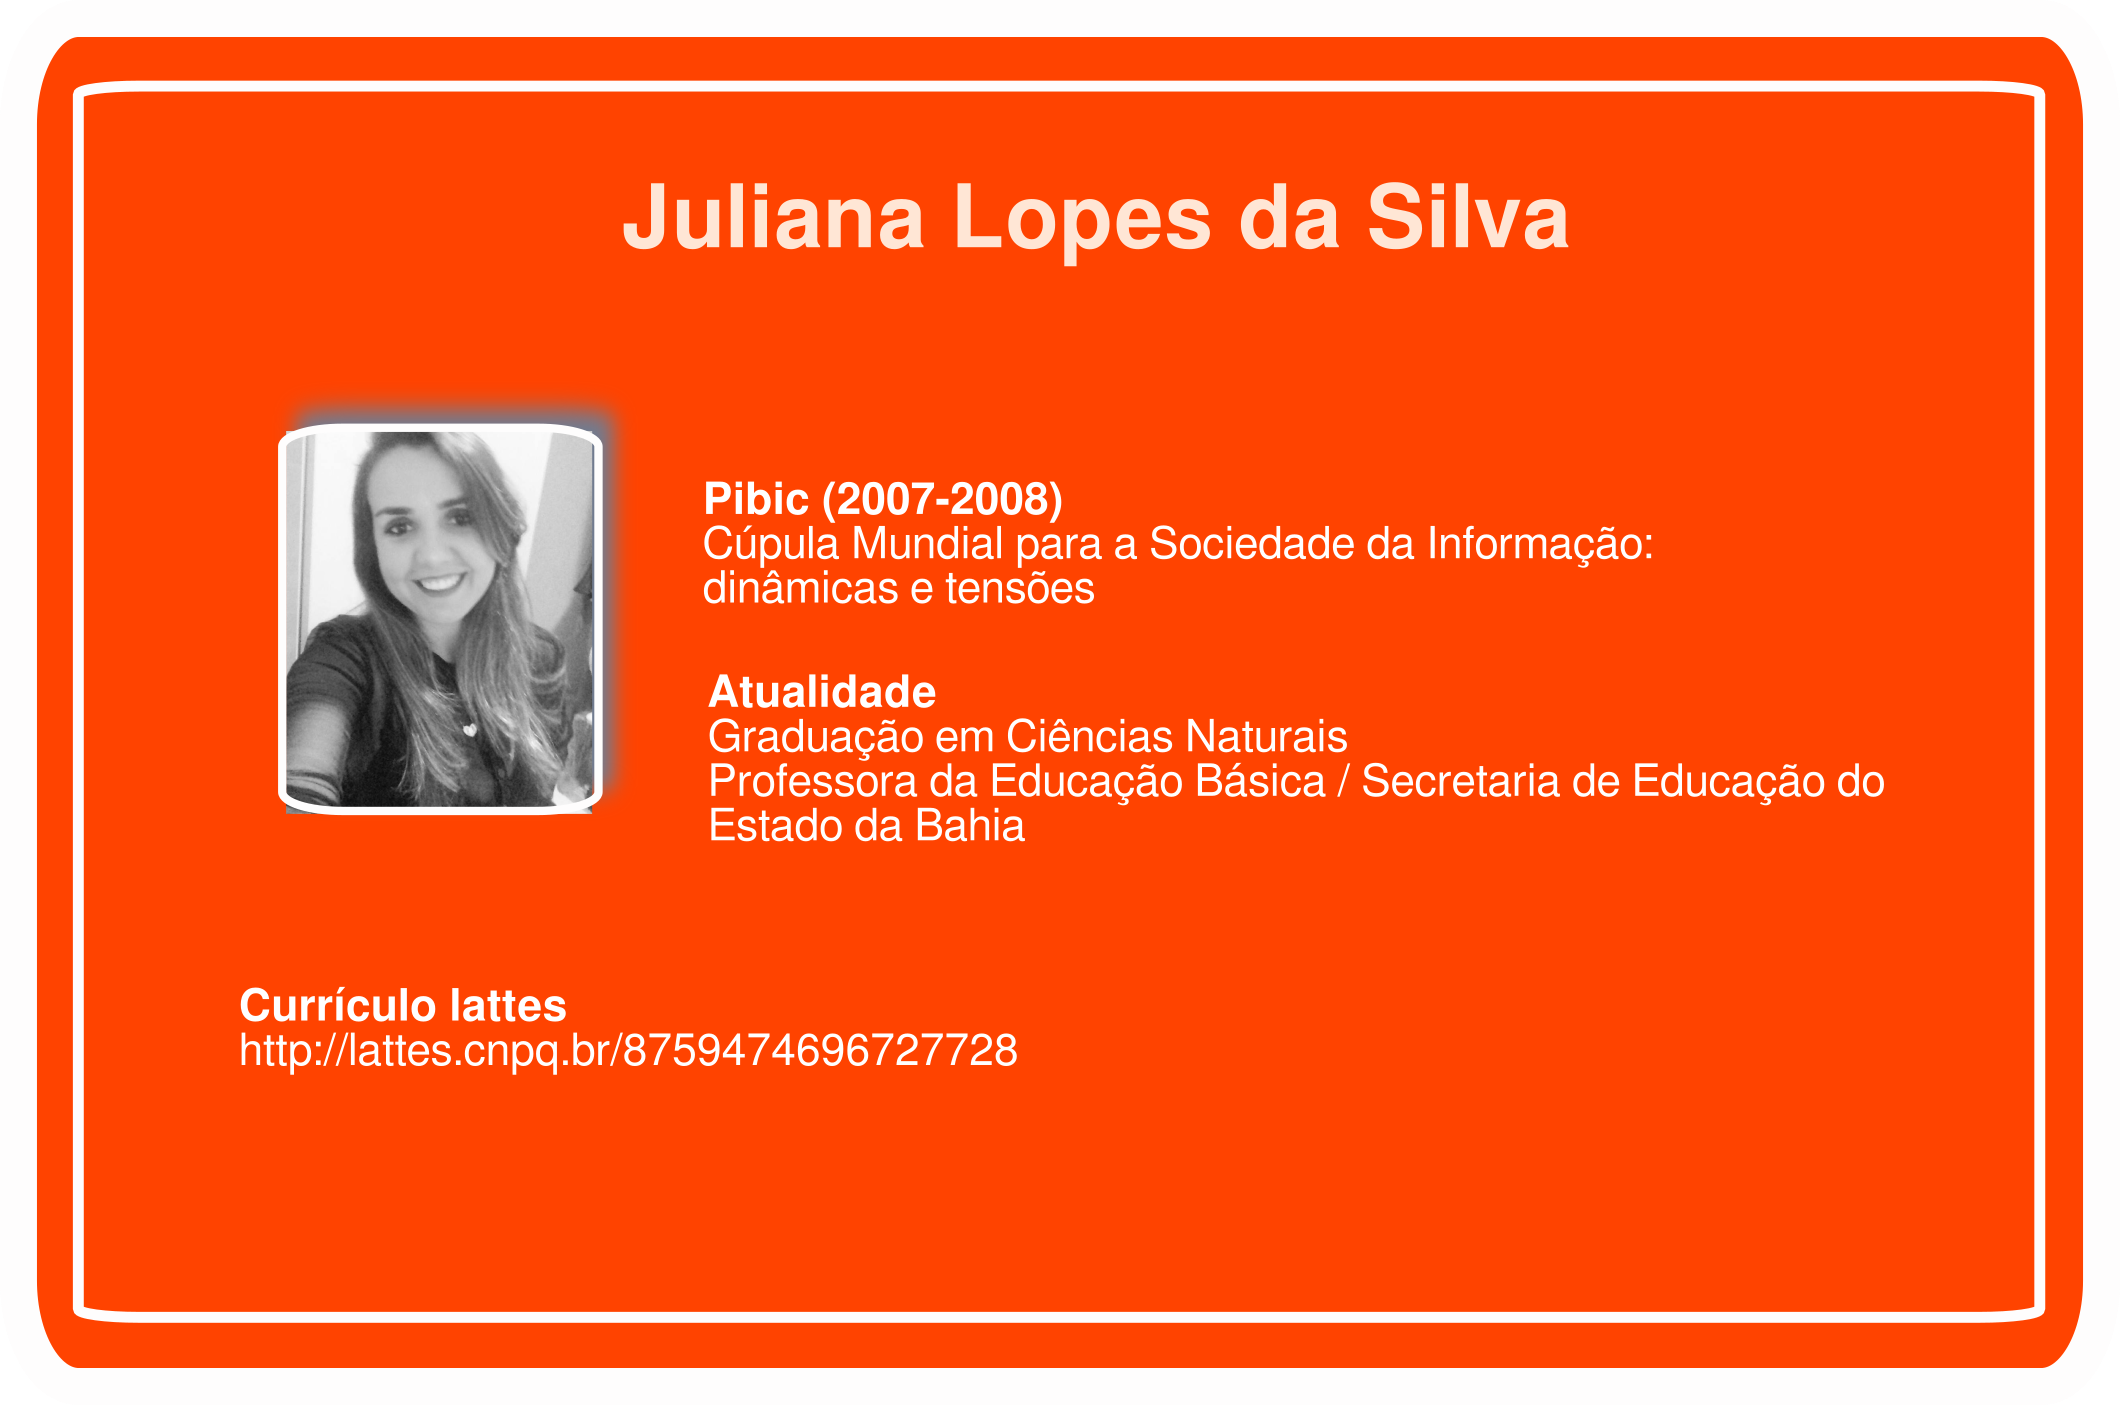 Juliana Lopes da Silva
Pibic (2007-2008)
Cúpula Mundial para a Sociedade da Informação:
dinâmicas e tensões
Atualidade
Graduação em Ciências Naturais
Professora da Educação Básica / Secretaria de Educação do
Estado da Bahia
Currículo lattes
http://lattes.cnpq.br/8759474696727728